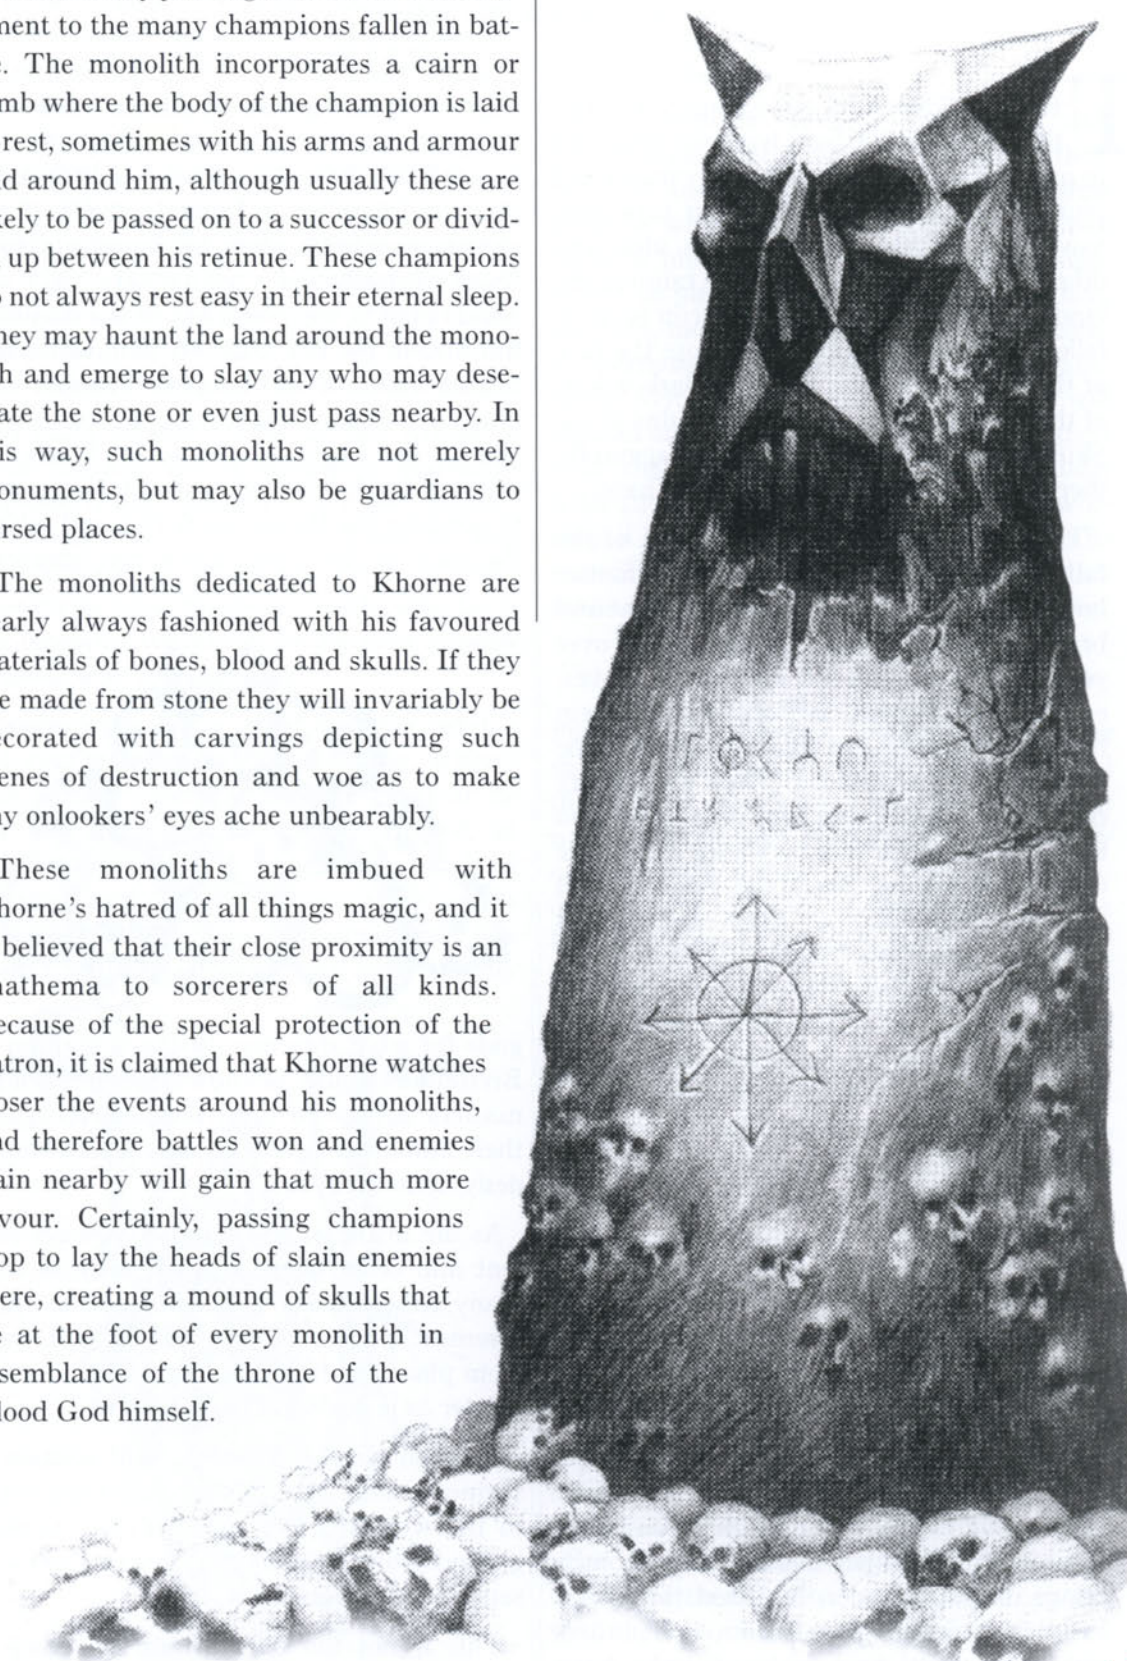 nent to the many champions fallen in bat-
e. The monolith incorporates a cairn or
mb where the body of the champion is laid
rest, sometimes with his arms and armour
d around him, although usually these are
kely to be passed on to a successor or divid-
up between his retinue. These champions
o not always rest easy in their eternal sleep.
hey may haunt the land around the mono-
h and emerge to slay any who may dese-
ate the stone or even just pass nearby. In
is way, such monoliths are not merely
onuments, but may also be guardians to
rsed places.
The monoliths dedicated to Khorne are
early always fashioned with his favoured
aterials of bones, blood and skulls. If they
e made from stone they will invariably be
ecorated with carvings depicting such
enes of destruction and woe as to make
ny onlookers' eyes ache unbearably.
These monoliths are imbued with
horne's hatred of all things magic, and it
believed that their close proximity is an
nathema to sorcerers of all kinds.
ecause of the special protection of the
atron, it is claimed that Khorne watches
oser the events around his monoliths,
nd therefore battles won and enemies
ain nearby will gain that much more
vour. Certainly, passing champions
op to lay the heads of slain enemies
ere, creating a mound of skulls that
e at the foot of every monolith in
semblance of the throne of the
lood God himself.